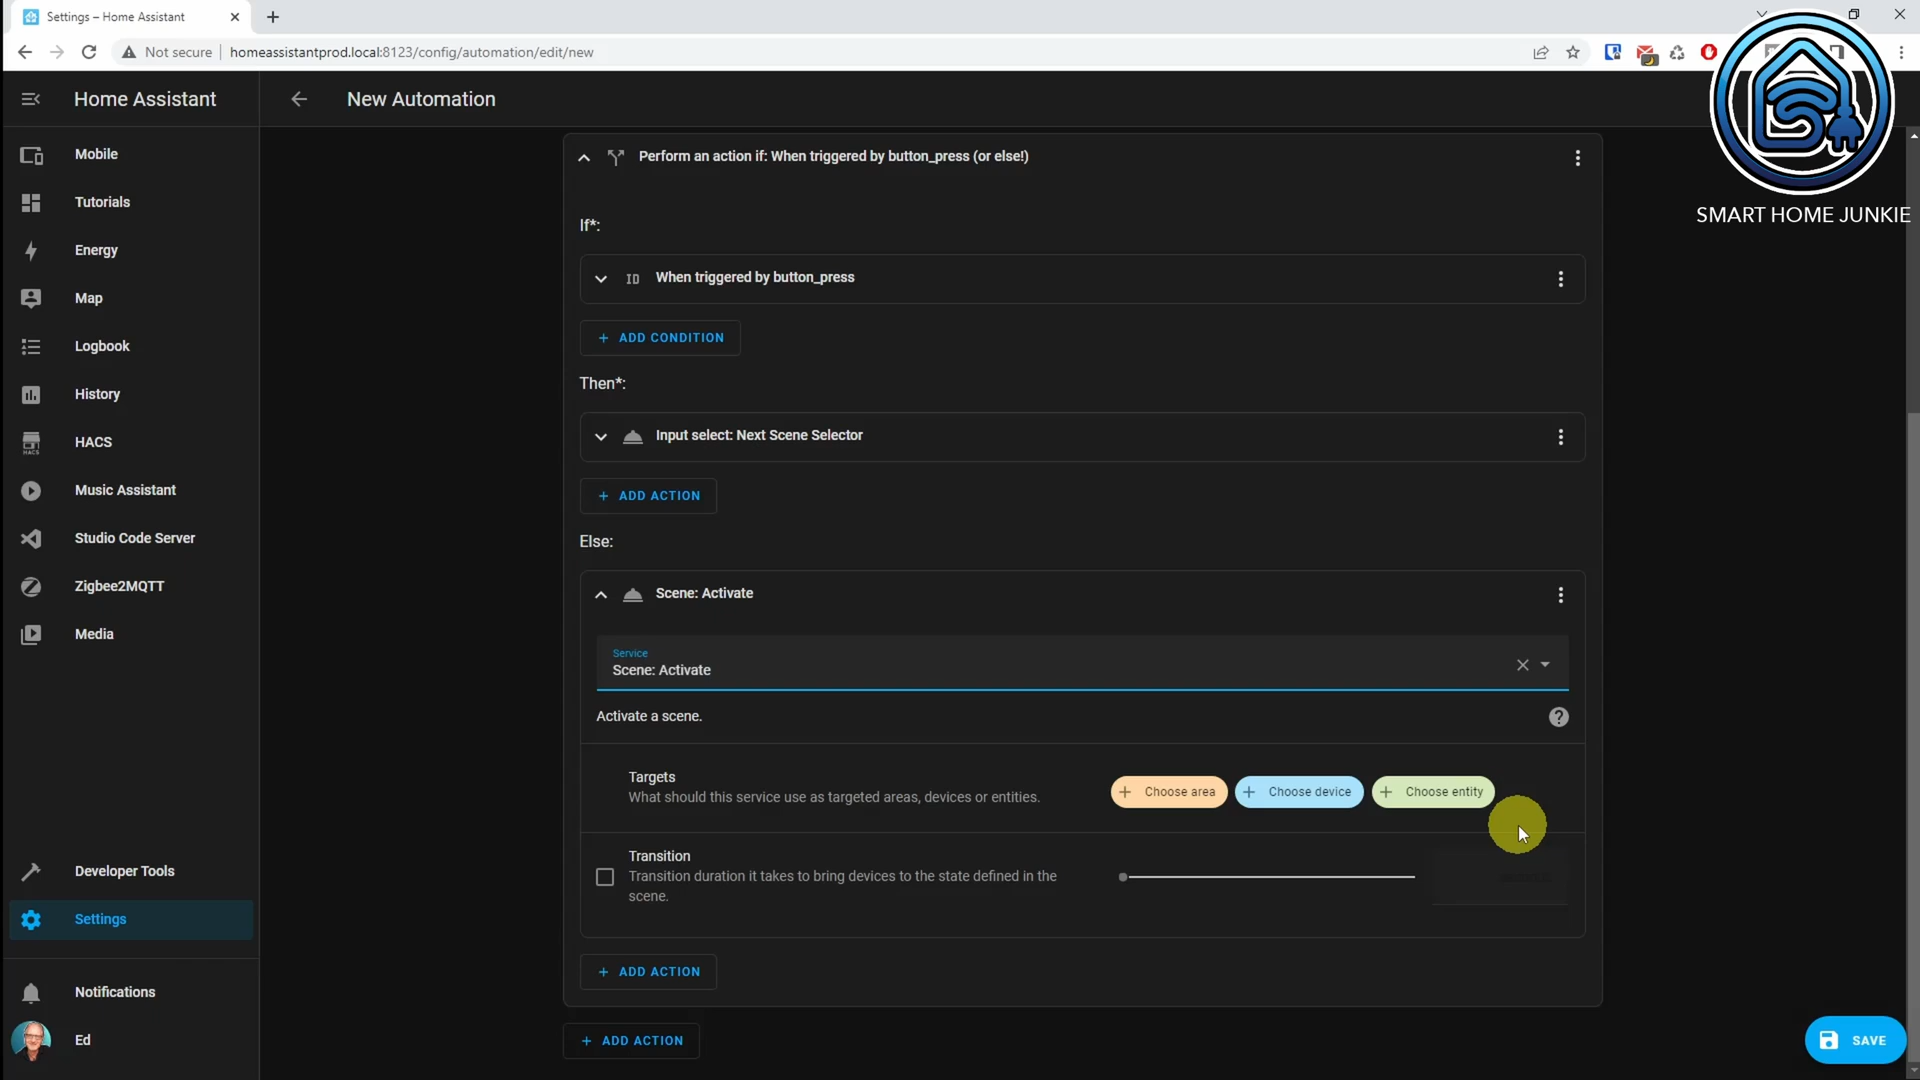 Settings – Home Assistant
Not secure
homeassistantprod.local:8123/config/automation/edit/new
Home Assistant
New Automation
SMART HOME JUNKIE
Mobile
Tutorials
Energy
Map
Logbook
History
HACS
HACS
Music Assistant
Studio Code Server
Zigbee2MQTT
Media
Developer Tools
Settings
Notifications
Ed
Perform an action if: When triggered by button_press (or else!)
If*:
ID When triggered by button_press
+ ADD CONDITION
Then*:
Input select: Next Scene Selector
+ ADD ACTION
Else:
Scene: Activate
Service
Scene: Activate
Activate a scene.
Targets
What should this service use as targeted areas, devices or entities.
+ Choose area
+ Choose device
+ Choose entity
Transition
Transition duration it takes to bring devices to the state defined in the
scene.
+ ADD ACTION
+ ADD ACTION
SAVE